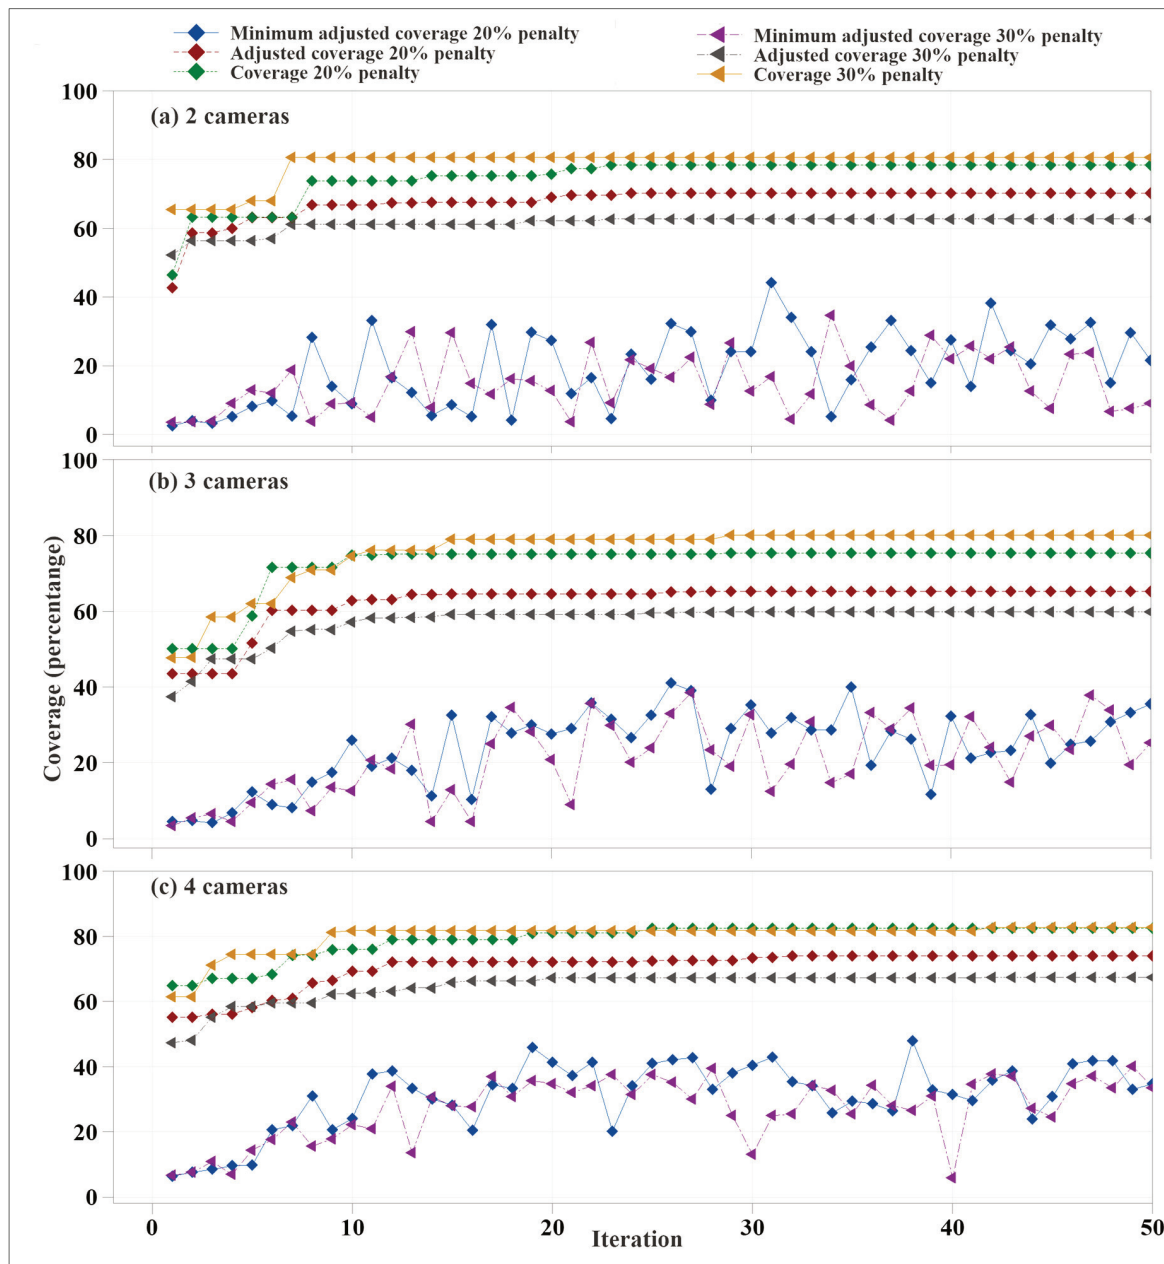 Minimum adjusted coverage 20% penalty
Adjusted coverage 20% penalty
Coverage 20% penalty
Minimum adjusted coverage 30% penalty
Adjusted coverage 30% penalty
Coverage 30% penalty
(a) 2 cameras
100
80
60
40
20
0
(b) 3 cameras
100
80
60
40
20
0
Coverage (percentange)
(c) 4 cameras
100
80
60
40
20
0
0
10
20
30
40
50
Iteration